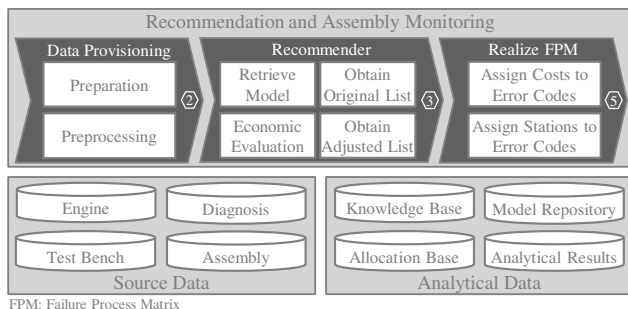 Recommendation and Assembly Monitoring
Data Provisioning
Preparation
Preprocessing
2
Recommender
Retrieve
Model
Obtain
Original List
Economic
Evaluation
Obtain
Adjusted List
3
Realize FPM
Assign Costs to
Error Codes
Assign Stations to
Error Codes
5
Engine
Diagnosis
Test Bench
Assembly
Source Data
Knowledge Base
Model Repository
Allocation Base
Analytical Results
Analytical Data
FPM: Failure Process Matrix